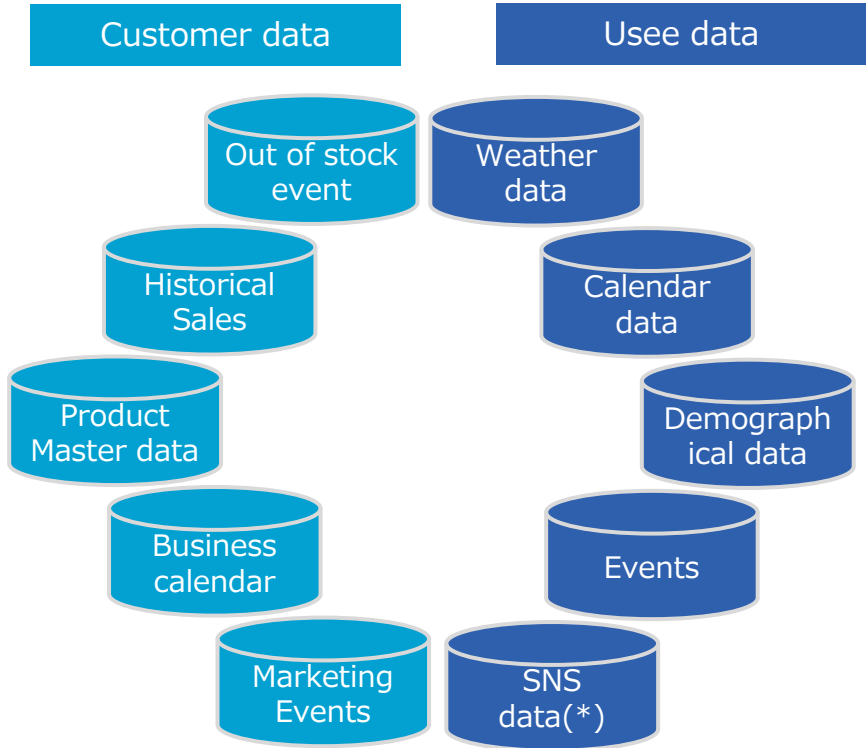 Customer data
Usee data
Out of stock
event
Weather
data
Historical
Sales
Calendar
data
Product
Master data
Demograph
ical data
Business
calendar
Events
Marketing
Events
SNS
data(*)